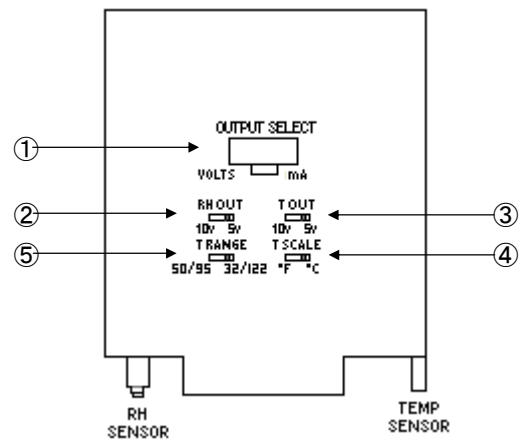 OUTPUT SELECT
①
VOLTS mA
② RH OUT T OUT ③
10v 5v 10v 5v
⑤ T RANGE T SCALE ④
50/95 32/122 °F °C
RH
SENSOR
TEMP
SENSOR